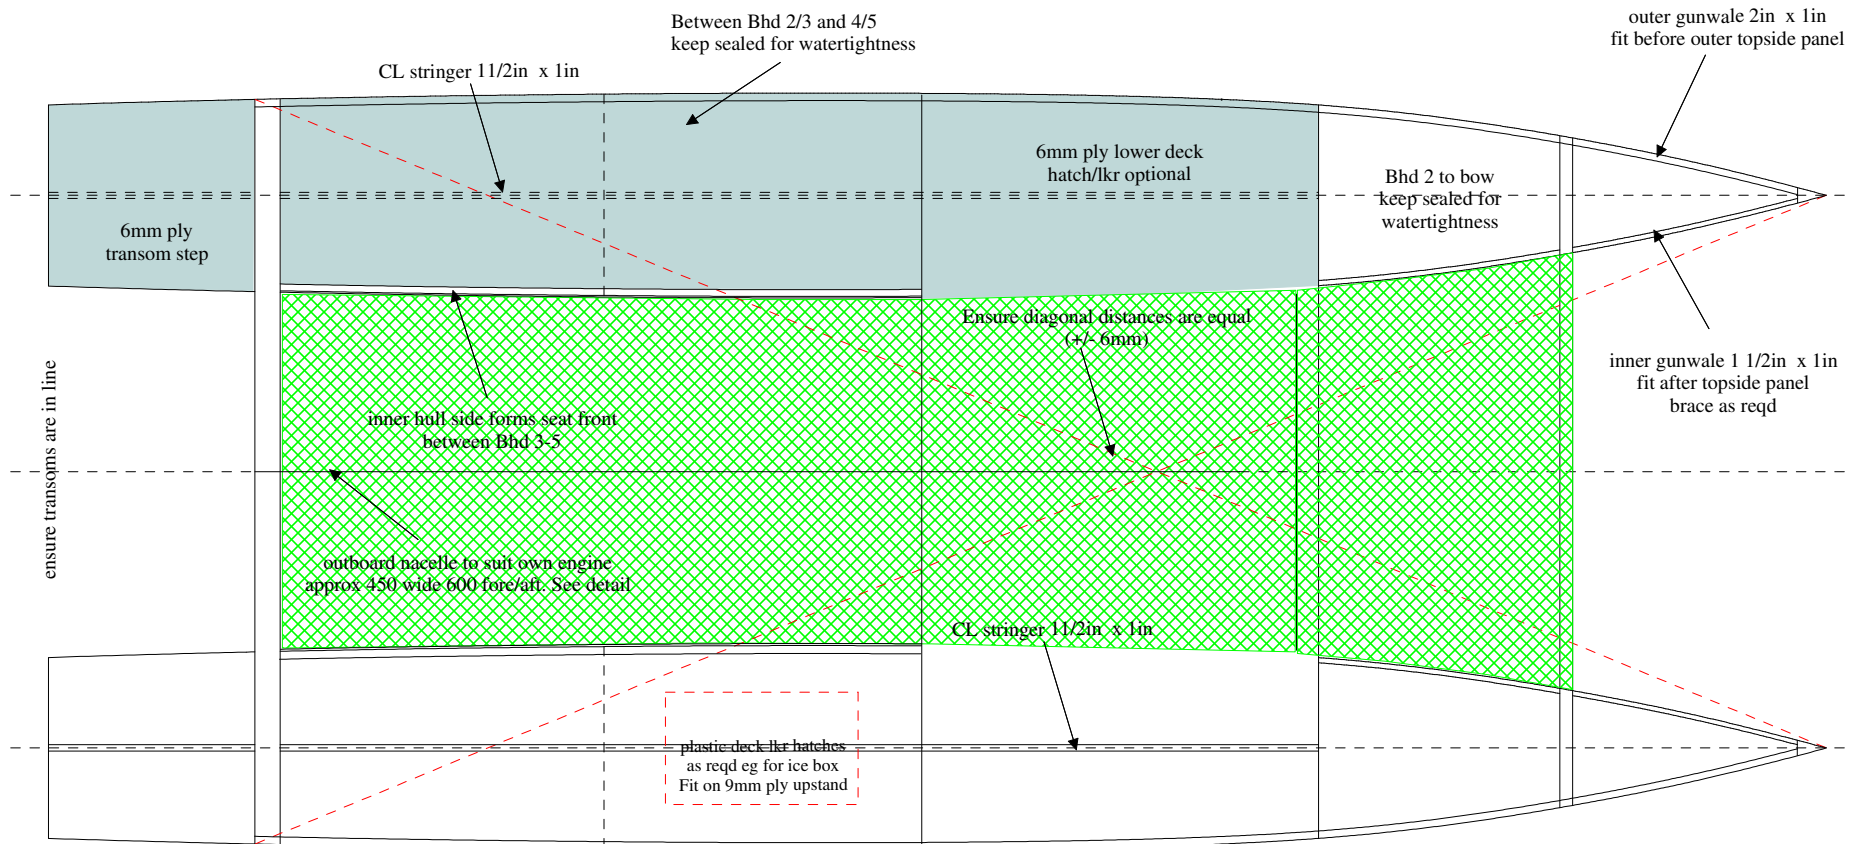 outer gunwale 2in x 1in
fit before outer topside panel
Between Bhd 2/3 and 4/5
keep sealed for watertightness
CL stringer 11/2in x 1in
6mm ply lower deck
hatch/lkr optional
Bhd 2 to bow
keep sealed for
watertightness
6mm ply
transom step
Ensure diagonal distances are equal
(+/- 6mm)
inner gunwale 1 1/2in x 1in
fit after topside panel
brace as reqd
ensure transoms are in line
inner hull side forms seat front
between Bhd 3-5
outboard nacelle to suit own engine
approx 450 wide 600 fore/aft. See detail
CL stringer 11/2in x 1in
plastic deck lkr hatches
as reqd eg for ice box
Fit on 9mm ply upstand